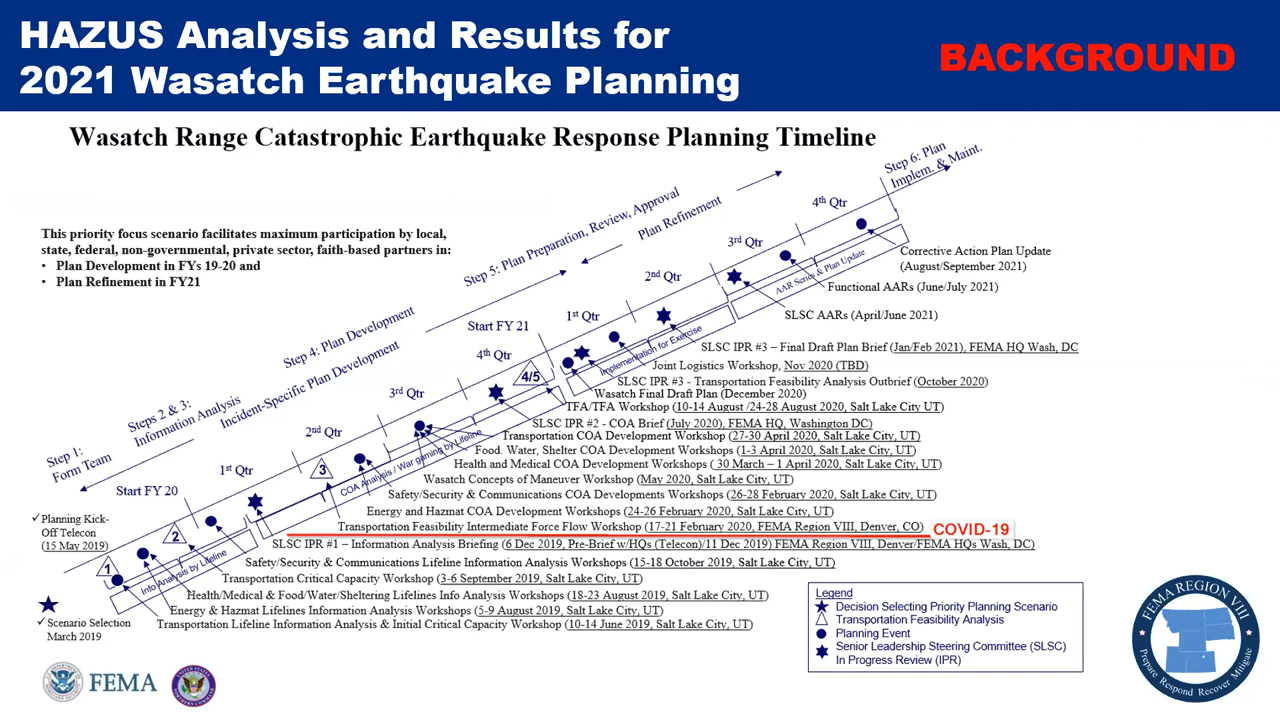 HAZUS Analysis and Results for
2021 Wasatch Earthquake Planning
BACKGROUND
Wasatch Range Catastrophic Earthquake Response Planning Timeline
This priority focus scenario facilitates maximum participation by local,
state, federal, non-governmental, private sector, faith-based partners in:
• Plan Development in FYs 19-20 and
• Plan Refinement in FY21
Step 1:
Form Team
Steps 2 & 3:
Information Analysis
Step 4: Plan Development
Incident-Specific Plan Development
Step 5: Plan Preparation, Review, Approval
Plan Refinement
Step 6: Plan
Implem. & Maint.
Start FY 20
1st Qtr
2nd Qtr
3rd Qtr
4th Qtr
Start FY 21
1st Qtr
2nd Qtr
3rd Qtr
4th Qtr
1
2
3
4/5
Info Analysis by Lifeline
COA Analysis / War gaming by Lifeline
Implementation for Exercise
AAR Series & Plan Update
Corrective Action Plan Update
(August/September 2021)
Functional AARs (June/July 2021)
SLSC AARs (April/June 2021)
SLSC IPR #3 – Final Draft Plan Brief (Jan/Feb 2021), FEMA HQ Wash, DC
Joint Logistics Workshop, Nov 2020 (TBD)
SLSC IPR #3 - Transportation Feasibility Analysis Outbrief (October 2020)
Wasatch Final Draft Plan (December 2020)
TFA/TFA Workshop (10-14 August /24-28 August 2020, Salt Lake City UT)
SLSC IPR #2 - COA Brief (July 2020), FEMA HQ, Washington DC)
Transportation COA Development Workshop (27-30 April 2020, Salt Lake City, UT)
Food. Water, Shelter COA Development Workshops (1-3 April 2020, Salt Lake City, UT)
Health and Medical COA Development Workshops ( 30 March – 1 April 2020, Salt Lake City, UT)
Wasatch Concepts of Maneuver Workshop (May 2020, Salt Lake City, UT)
Safety/Security & Communications COA Developments Workshops (26-28 February 2020, Salt Lake City, UT)
Energy and Hazmat COA Development Workshops (24-26 February 2020, Salt Lake City, UT)
Transportation Feasibility Intermediate Force Flow Workshop (17-21 February 2020, FEMA Region VIII, Denver, CO)
COVID-19
SLSC IPR #1 – Information Analysis Briefing (6 Dec 2019, Pre-Brief w/HQs (Telecon)/11 Dec 2019) FEMA Region VIII, Denver/FEMA HQs Wash, DC)
Safety/Security & Communications Lifeline Information Analysis Workshops (15-18 October 2019, Salt Lake City, UT)
Transportation Critical Capacity Workshop (3-6 September 2019, Salt Lake City, UT)
Health/Medical & Food/Water/Sheltering Lifelines Info Analysis Workshops (18-23 August 2019, Salt Lake City, UT)
Energy & Hazmat Lifelines Information Analysis Workshops (5-9 August 2019, Salt Lake City, UT)
Transportation Lifeline Information Analysis & Initial Critical Capacity Workshop (10-14 June 2019, Salt Lake City, UT)
✓Planning Kick-
Off Telecon
(15 May 2019)
✓Scenario Selection
March 2019
Legend
Decision Selecting Priority Planning Scenario
Transportation Feasibility Analysis
Planning Event
Senior Leadership Steering Committee (SLSC)
In Progress Review (IPR)
FEMA
FEMA REGION VIII
Prepare Respond Recover Mitigate